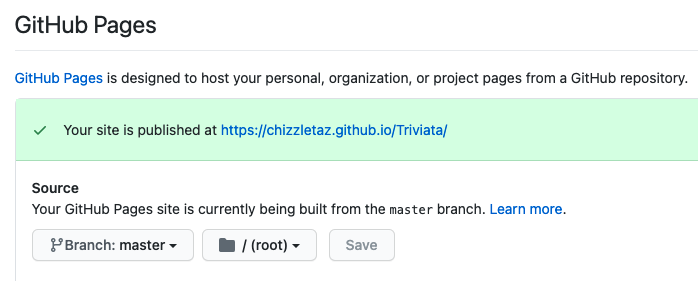 GitHub Pages
GitHub Pages is designed to host your personal, organization, or project pages from a GitHub repository.
Your site is published at https://chizzletaz.github.io/Triviata/
Source
Your GitHub Pages site is currently being built from the master branch. Learn more.
Branch: master / (root) Save